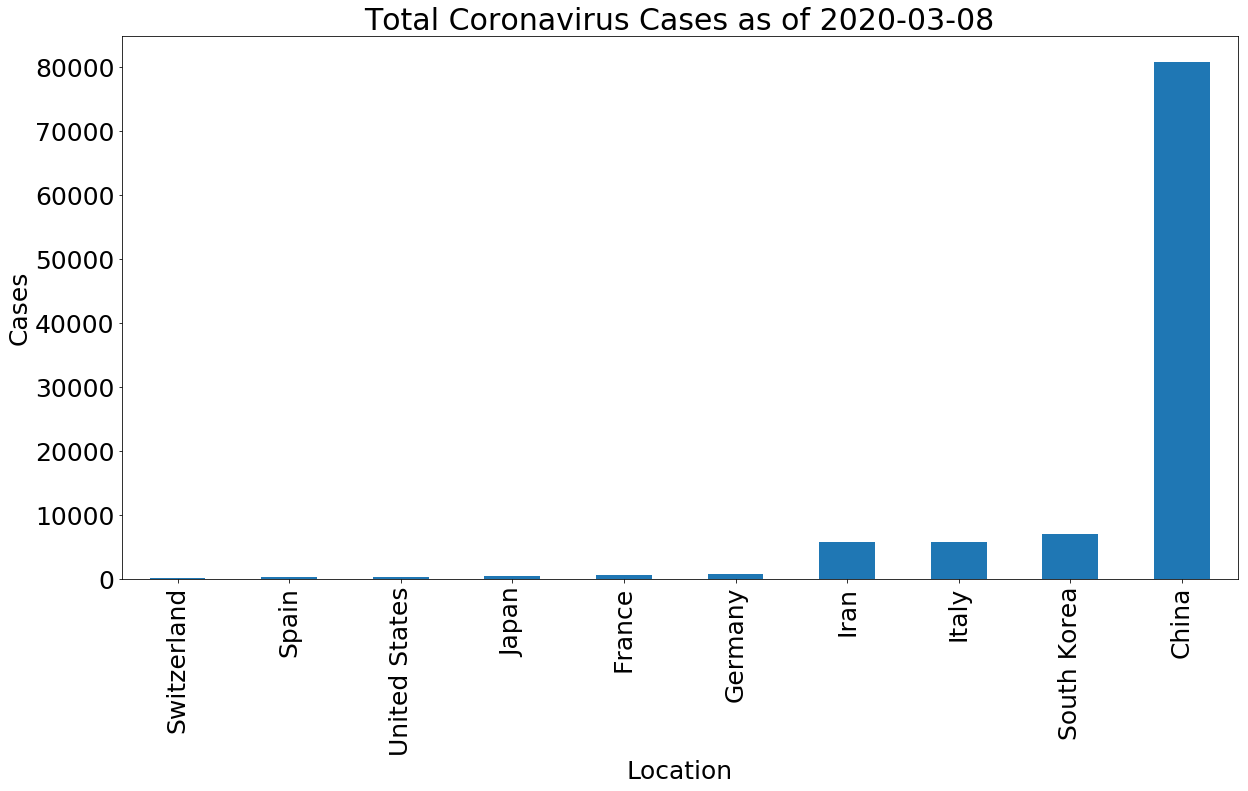 Total Coronavirus Cases as of 2020-03-08
80000
70000
60000
50000
40000
30000
20000
10000
0
Cases
Switzerland
Spain
United States
Japan
France
Germany
Iran
Italy
South Korea
China
Location